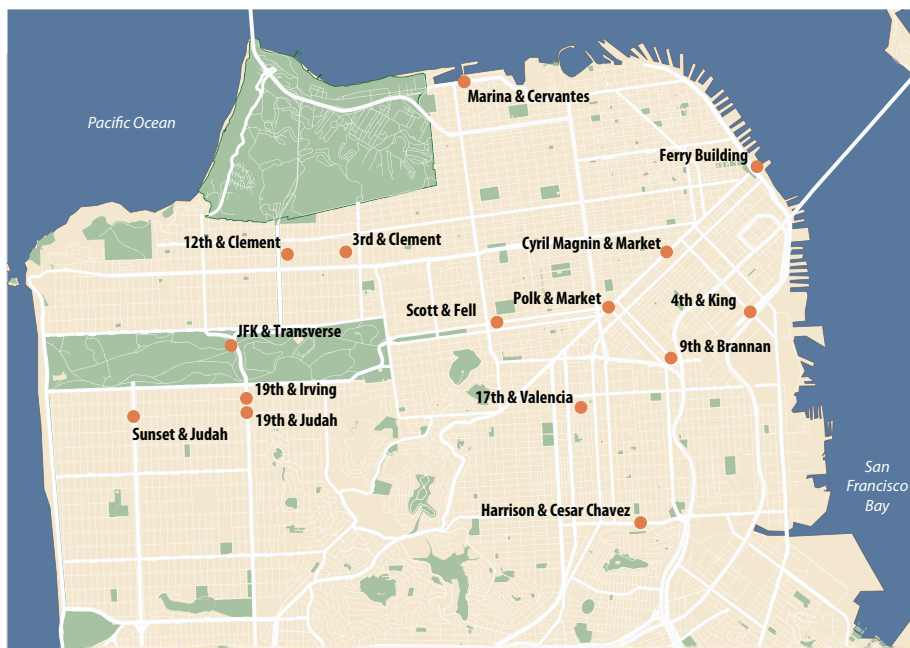 Marina & Cervantes
Pacific Ocean
Ferry Building
12th & Clement
3rd & Clement
Cyril Magnin & Market
Polk & Market
4th & King
Scott & Fell
JFK & Transverse
9th & Brannan
19th & Irving
17th & Valencia
19th & Judah
Sunset & Judah
San
Francisco
Bay
Harrison & Cesar Chavez